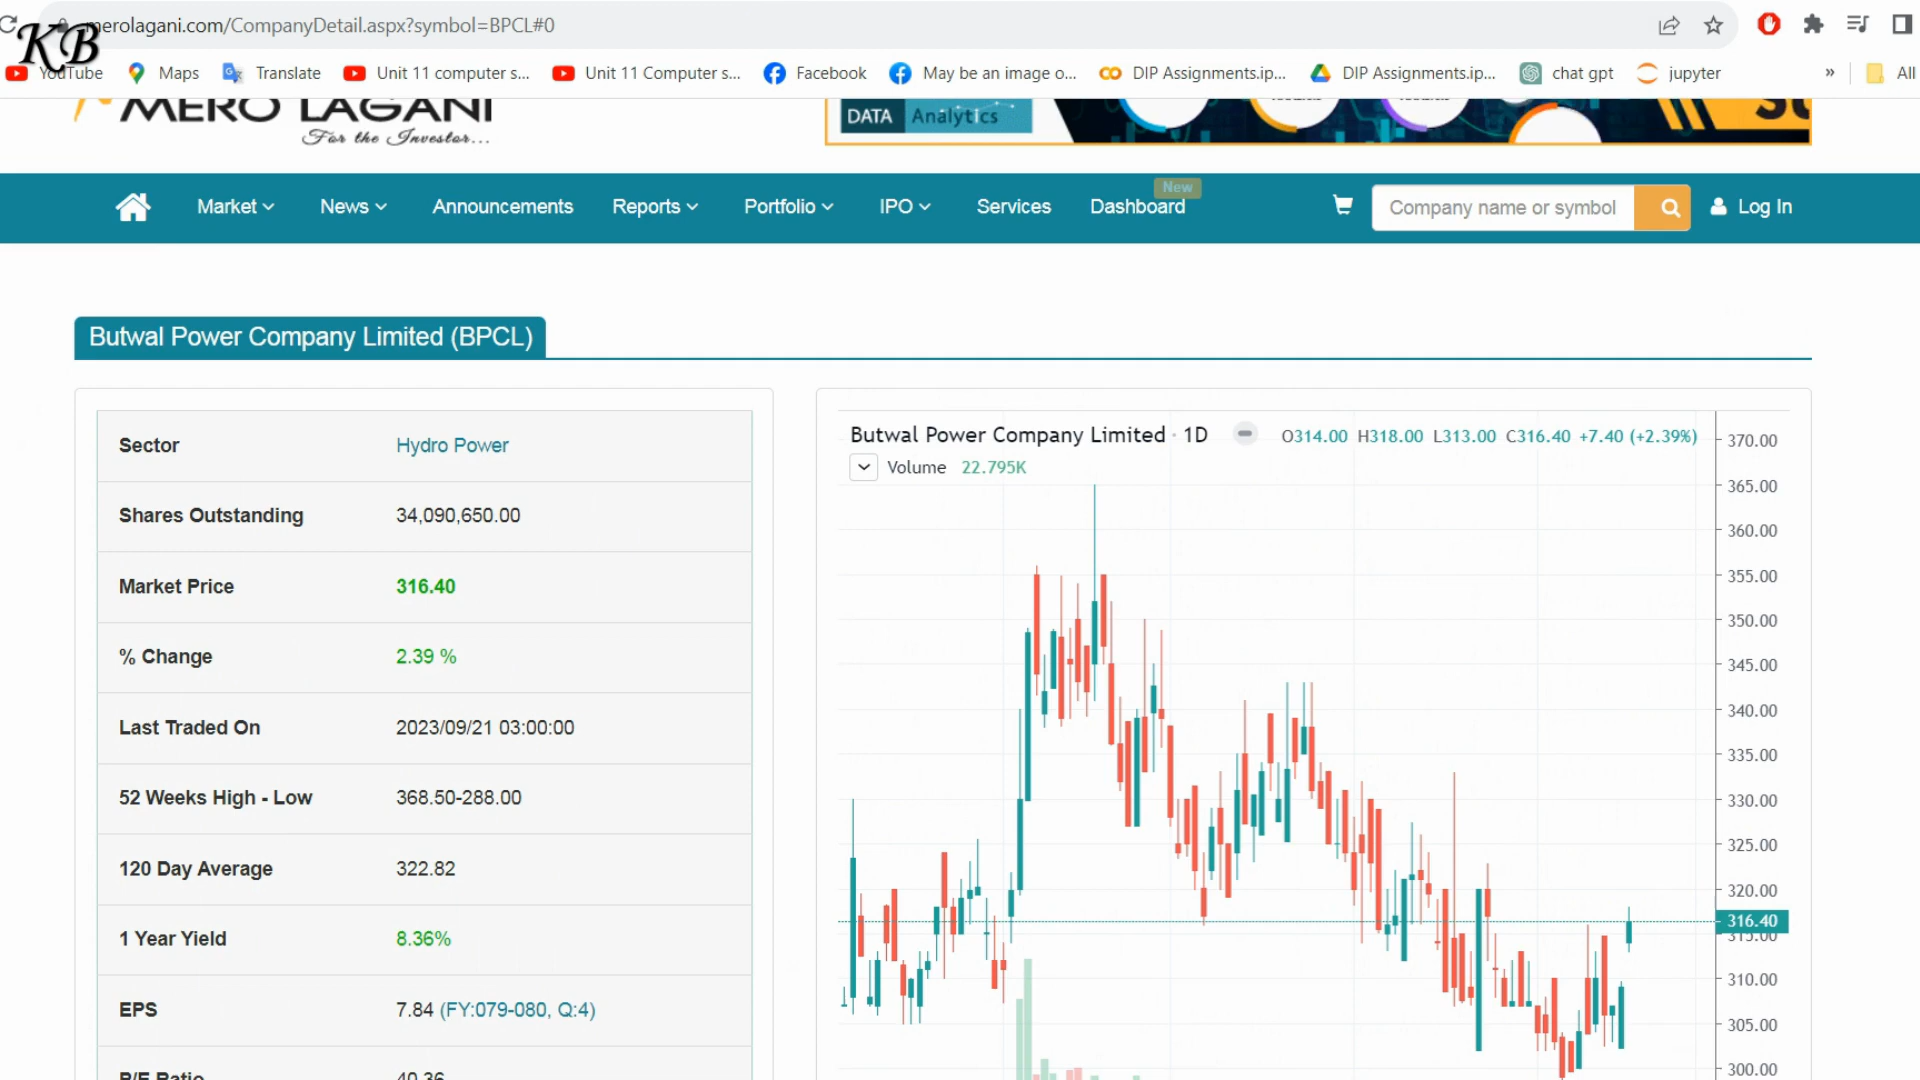 merolagani.com/CompanyDetail.aspx?symbol=BPCL#0
KB
YouTube Maps Translate Unit 11 computer s... Unit 11 Computer s... Facebook May be an image o... DIP Assignments.ip... DIP Assignments.ip... chat gpt jupyter » All
MERO LAGANI
For the Investor...
DATA Analytics
Market News Announcements Reports Portfolio IPO Services Dashboard New Company name or symbol Log In
Butwal Power Company Limited (BPCL)
Sector Hydro Power
Shares Outstanding 34,090,650.00
Market Price 316.40
% Change 2.39 %
Last Traded On 2023/09/21 03:00:00
52 Weeks High - Low 368.50-288.00
120 Day Average 322.82
1 Year Yield 8.36%
EPS 7.84 (FY:079-080, Q:4)
P/E Ratio 40.36
Butwal Power Company Limited · 1D O314.00 H318.00 L313.00 C316.40 +7.40 (+2.39%)
Volume 22.795K
370.00
365.00
360.00
355.00
350.00
345.00
340.00
335.00
330.00
325.00
320.00
316.40
315.00
310.00
305.00
300.00